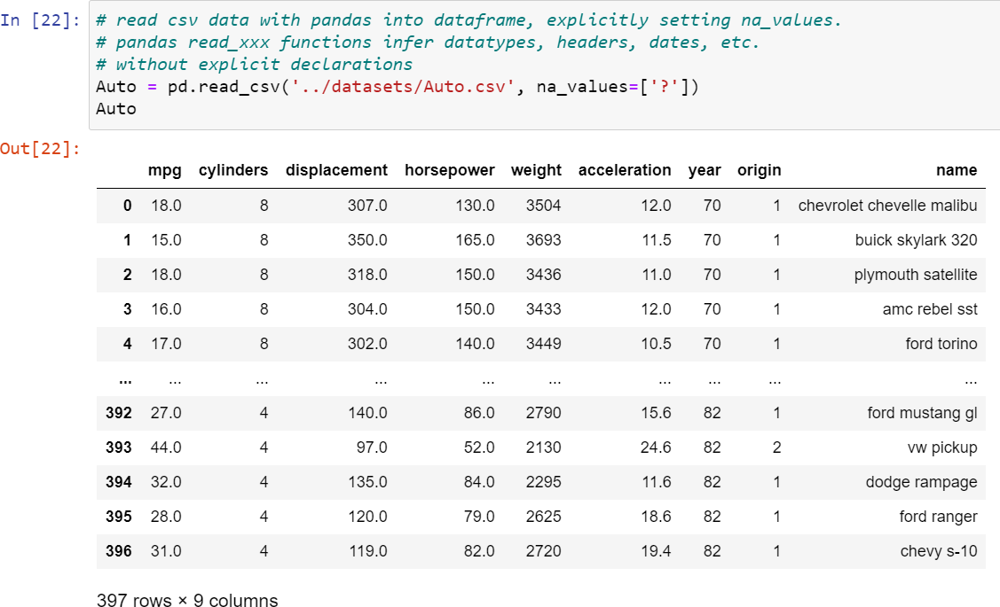 In [22]: # read csv data with pandas into dataframe, explicitly setting na_values.
# pandas read_xxx functions infer datatypes, headers, dates, etc.
# without explicit declarations
Auto = pd.read_csv('../datasets/Auto.csv', na_values=['?'])
Auto
Out[22]:
mpg cylinders displacement horsepower weight acceleration year origin name
0 18.0 8 307.0 130.0 3504 12.0 70 1 chevrolet chevelle malibu
1 15.0 8 350.0 165.0 3693 11.5 70 1 buick skylark 320
2 18.0 8 318.0 150.0 3436 11.0 70 1 plymouth satellite
3 16.0 8 304.0 150.0 3433 12.0 70 1 amc rebel sst
4 17.0 8 302.0 140.0 3449 10.5 70 1 ford torino
... ... ... ... ... ... ... ... ... ...
392 27.0 4 140.0 86.0 2790 15.6 82 1 ford mustang gl
393 44.0 4 97.0 52.0 2130 24.6 82 2 vw pickup
394 32.0 4 135.0 84.0 2295 11.6 82 1 dodge rampage
395 28.0 4 120.0 79.0 2625 18.6 82 1 ford ranger
396 31.0 4 119.0 82.0 2720 19.4 82 1 chevy s-10
397 rows × 9 columns